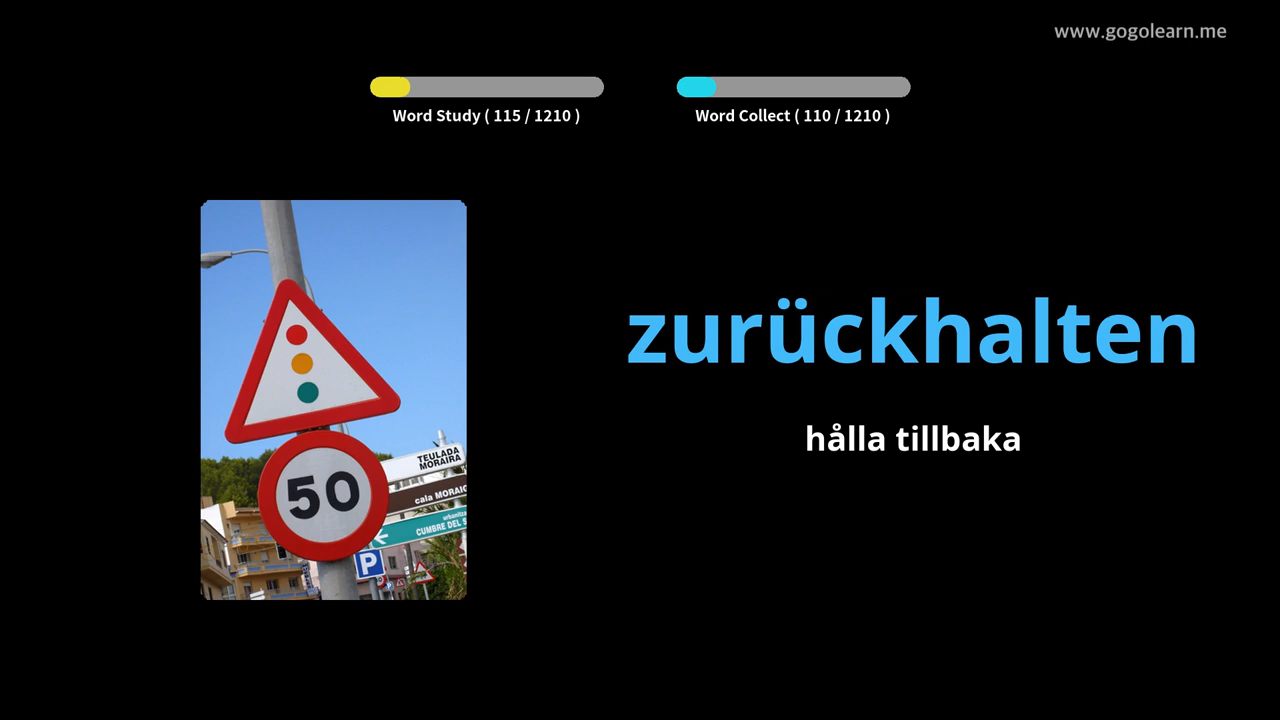 www.gogolearn.me
Word Study ( 115 / 1210 )
Word Collect ( 110 / 1210 )
zurückhalten
hålla tillbaka
50
TEULADA
MORAIRA
cala MORAIG
CUMBRE DEL S
P